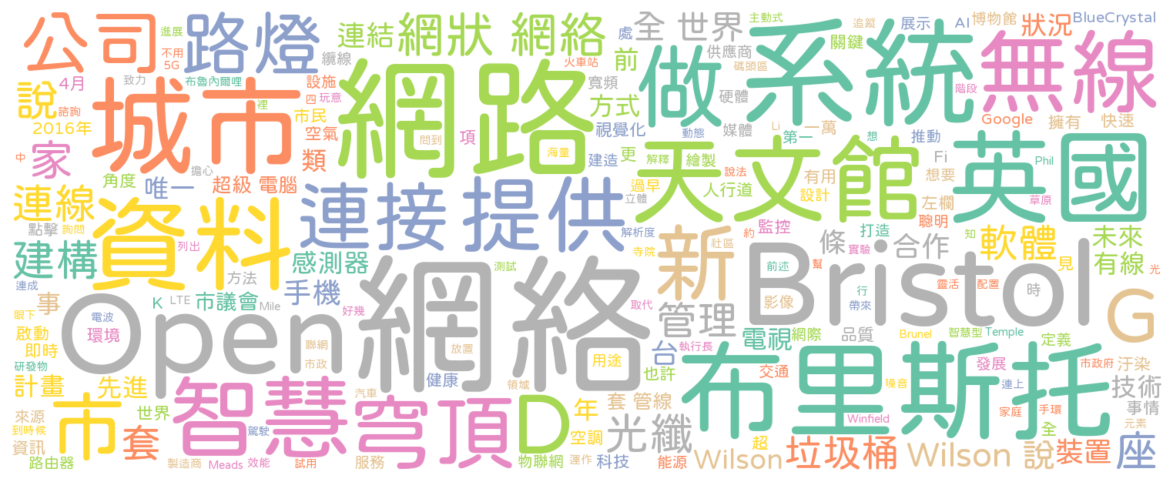 公司 進展 不用 5G 路燈 連結 纜線 網狀 網絡 處 全 世界 供應商 主動式 追蹤 展示 AI 博物館 狀況 BlueCrystal
火車站 前 碼頭區 關鍵 無線
說 4月 致力 布魯內爾哩 設施 寬頻 做 系統 階段
2016年 諮詢 城市 裡 四 玩意 網路 方式 硬體 Google 擁有 快速
中 家 擔心 市民 空氣 問到 項 視覺化 動態 媒體 Li 第一 一萬 想 推動
角度 唯一 超級 電腦 類 海量 建造 更 解釋 繪製 說法 有用 Fi Phil
連線 資料 連接 提供 過早 立體 人行道 天文館 設計 想要 左欄 聰明 英國 草原
點擊 詢問 列出 感測器 解析度 寺院 新 社區 約 監控 打造 知 未來
建構 方法 測試 條 實驗 合作 軟體 見 有線
連成 K LTE 市議會 Mile 手機 取代 前述 幫 行 靈活 配置 光
事 Open 網絡 管理 影像 帶來 Bristol 時 G
眼下 電波 好幾
啟動 環境 聯網 放置 執行長 電視 網際 品質 Brunel 智慧型 Temple 定義
即時 市政 用途 台 布里斯托
研發物 計畫 先進 智慧 穹頂 健康 領域 D 也許 交通 噪音 發展 連上 市政府 汙染
來源 世界 汽車 年 套 管線 家庭 手環 技術
到時候 市 套 駕駛 空調 光纖 超 Winfield 全 事情
資訊 元素
路由器 製造商 Meads 效能 試用 服務 運作 物聯網 科技 能源 Wilson 垃圾桶 Wilson 說 裝置 座